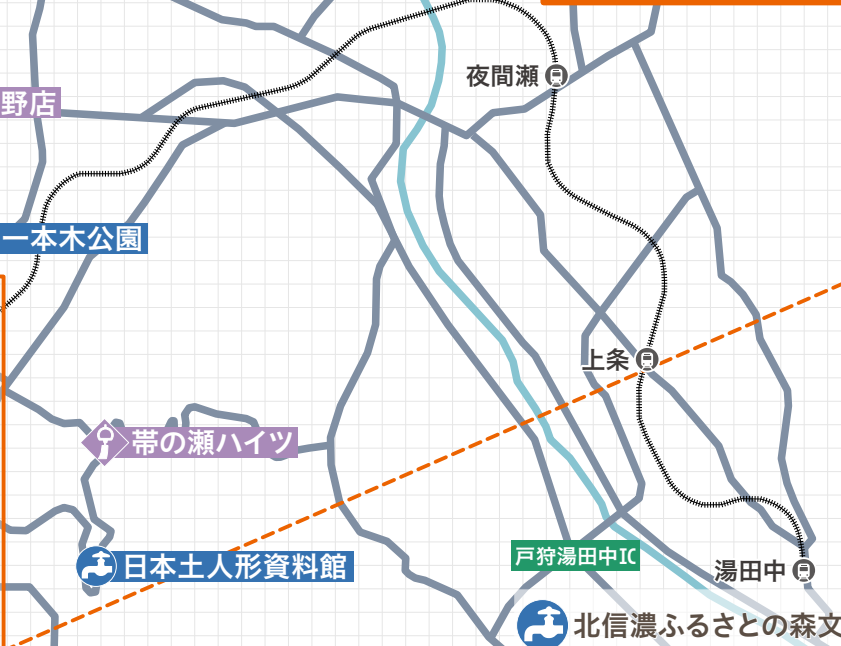 夜間瀬
野店
一本木公園
上条
帯の瀬ハイツ
戸狩湯田中IC
日本土人形資料館
湯田中
北信濃ふるさとの森文